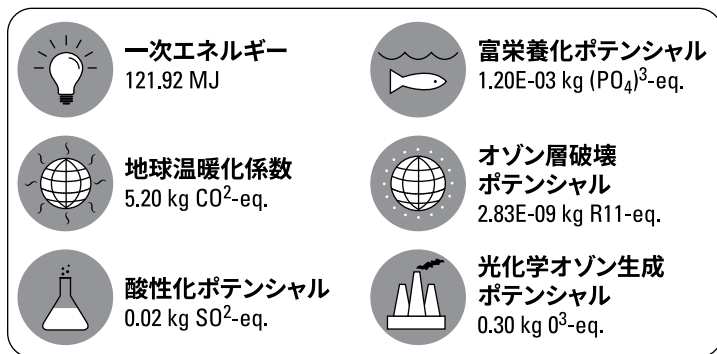 一次エネルギー
121.92 MJ
地球温暖化係数
5.20 kg CO²-eq.
酸性化ポテンシャル
0.02 kg SO²-eq.
富栄養化ポテンシャル
1.20E-03 kg (PO₄)³-eq.
オゾン層破壊
ポテンシャル
2.83E-09 kg R11-eq.
光化学オゾン生成
ポテンシャル
0.30 kg 0³-eq.